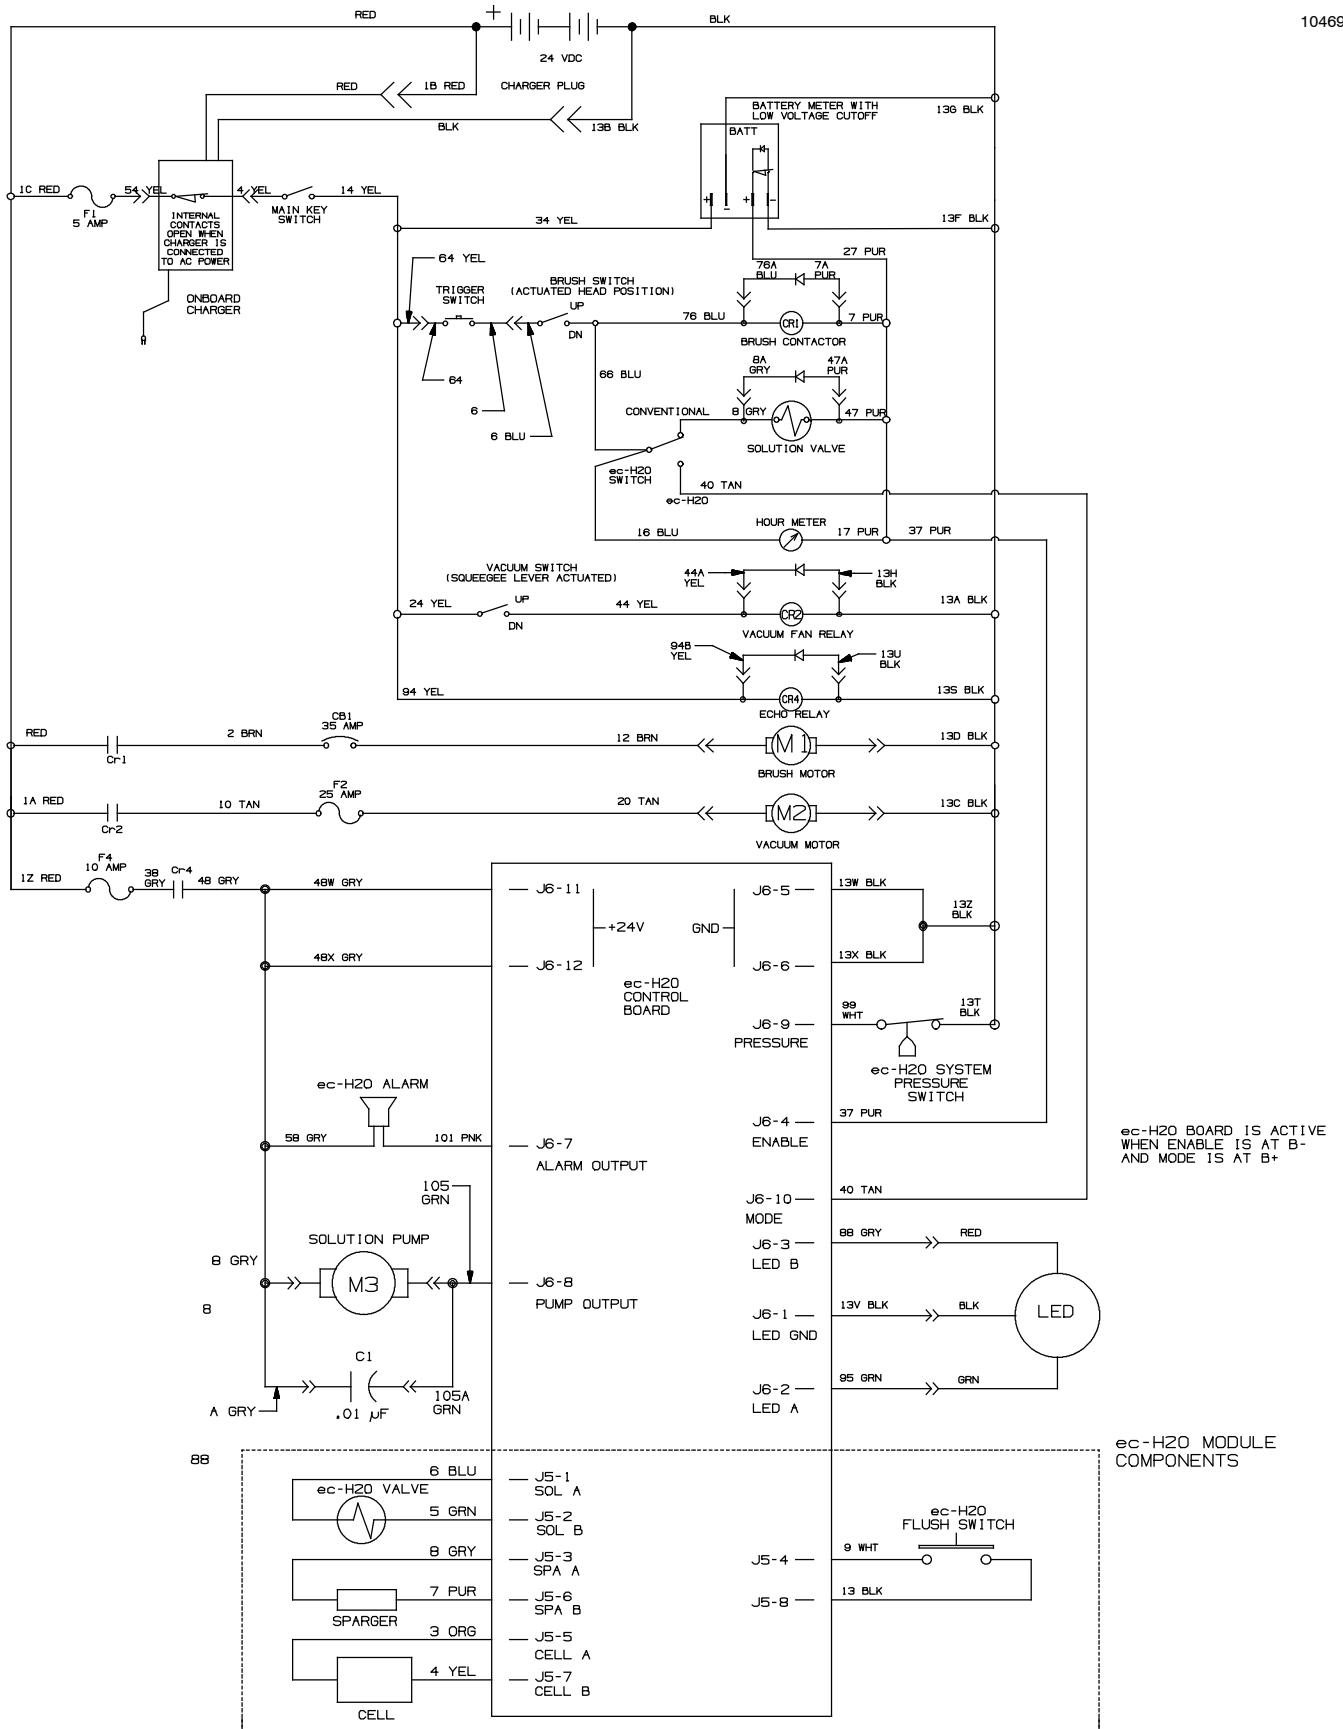 RED
+
BLK
10469
24 VDC
RED
1B RED
CHARGER PLUG
BLK
13B BLK
BATTERY METER WITH
LOW VOLTAGE CUTOFF
13G BLK
BATT
+
-
+
-
1C RED
F1
5 AMP
54 YEL
4 YEL
MAIN KEY
SWITCH
14 YEL
INTERNAL
CONTACTS
OPEN WHEN
CHARGER IS
CONNECTED
TO AC POWER
ONBOARD
CHARGER
34 YEL
13F BLK
27 PUR
64 YEL
TRIGGER
SWITCH
BRUSH SWITCH
(ACTUATED HEAD POSITION)
UP
DN
76A
BLU
7A
PUR
76 BLU
CR1
7 PUR
BRUSH CONTACTOR
64
6
6 BLU
66 BLU
8A
GRY
47A
PUR
CONVENTIONAL
8 GRY
47 PUR
SOLUTION VALVE
ec-H2O
SWITCH
ec-H2O
40 TAN
16 BLU
HOUR METER
17 PUR
37 PUR
VACUUM SWITCH
(SQUEEGEE LEVER ACTUATED)
24 YEL
UP
DN
44 YEL
44A
YEL
13H
BLK
CR2
13A BLK
VACUUM FAN RELAY
94B
YEL
13U
BLK
94 YEL
CR4
13S BLK
ECHO RELAY
RED
Cr1
2 BRN
CB1
35 AMP
12 BRN
M1
13D BLK
BRUSH MOTOR
1A RED
Cr2
10 TAN
F2
25 AMP
20 TAN
M2
13C BLK
VACUUM MOTOR
1Z RED
F4
10 AMP
38
GRY
Cr4
48 GRY
48W GRY
J6-11
+24V
48X GRY
J6-12
ec-H2O
CONTROL
BOARD
GND
J6-5
13W BLK
13Z
BLK
J6-6
13X BLK
J6-9
PRESSURE
99
WHT
13T
BLK
ec-H2O SYSTEM
PRESSURE
SWITCH
ec-H2O ALARM
58 GRY
101 PNK
J6-7
ALARM OUTPUT
J6-4
ENABLE
37 PUR
ec-H2O BOARD IS ACTIVE
WHEN ENABLE IS AT B-
AND MODE IS AT B+
105
GRN
J6-10
MODE
40 TAN
SOLUTION PUMP
8 GRY
M3
8
J6-8
PUMP OUTPUT
J6-3
LED B
88 GRY
RED
J6-1
LED GND
13V BLK
BLK
LED
J6-2
LED A
95 GRN
GRN
C1
.01 µF
A GRY
105A
GRN
88
ec-H2O MODULE
COMPONENTS
6 BLU
J5-1
SOL A
ec-H2O VALVE
5 GRN
J5-2
SOL B
8 GRY
J5-3
SPA A
7 PUR
J5-6
SPA B
SPARGER
3 ORG
J5-5
CELL A
4 YEL
J5-7
CELL B
CELL
ec-H2O
FLUSH SWITCH
J5-4
9 WHT
J5-8
13 BLK